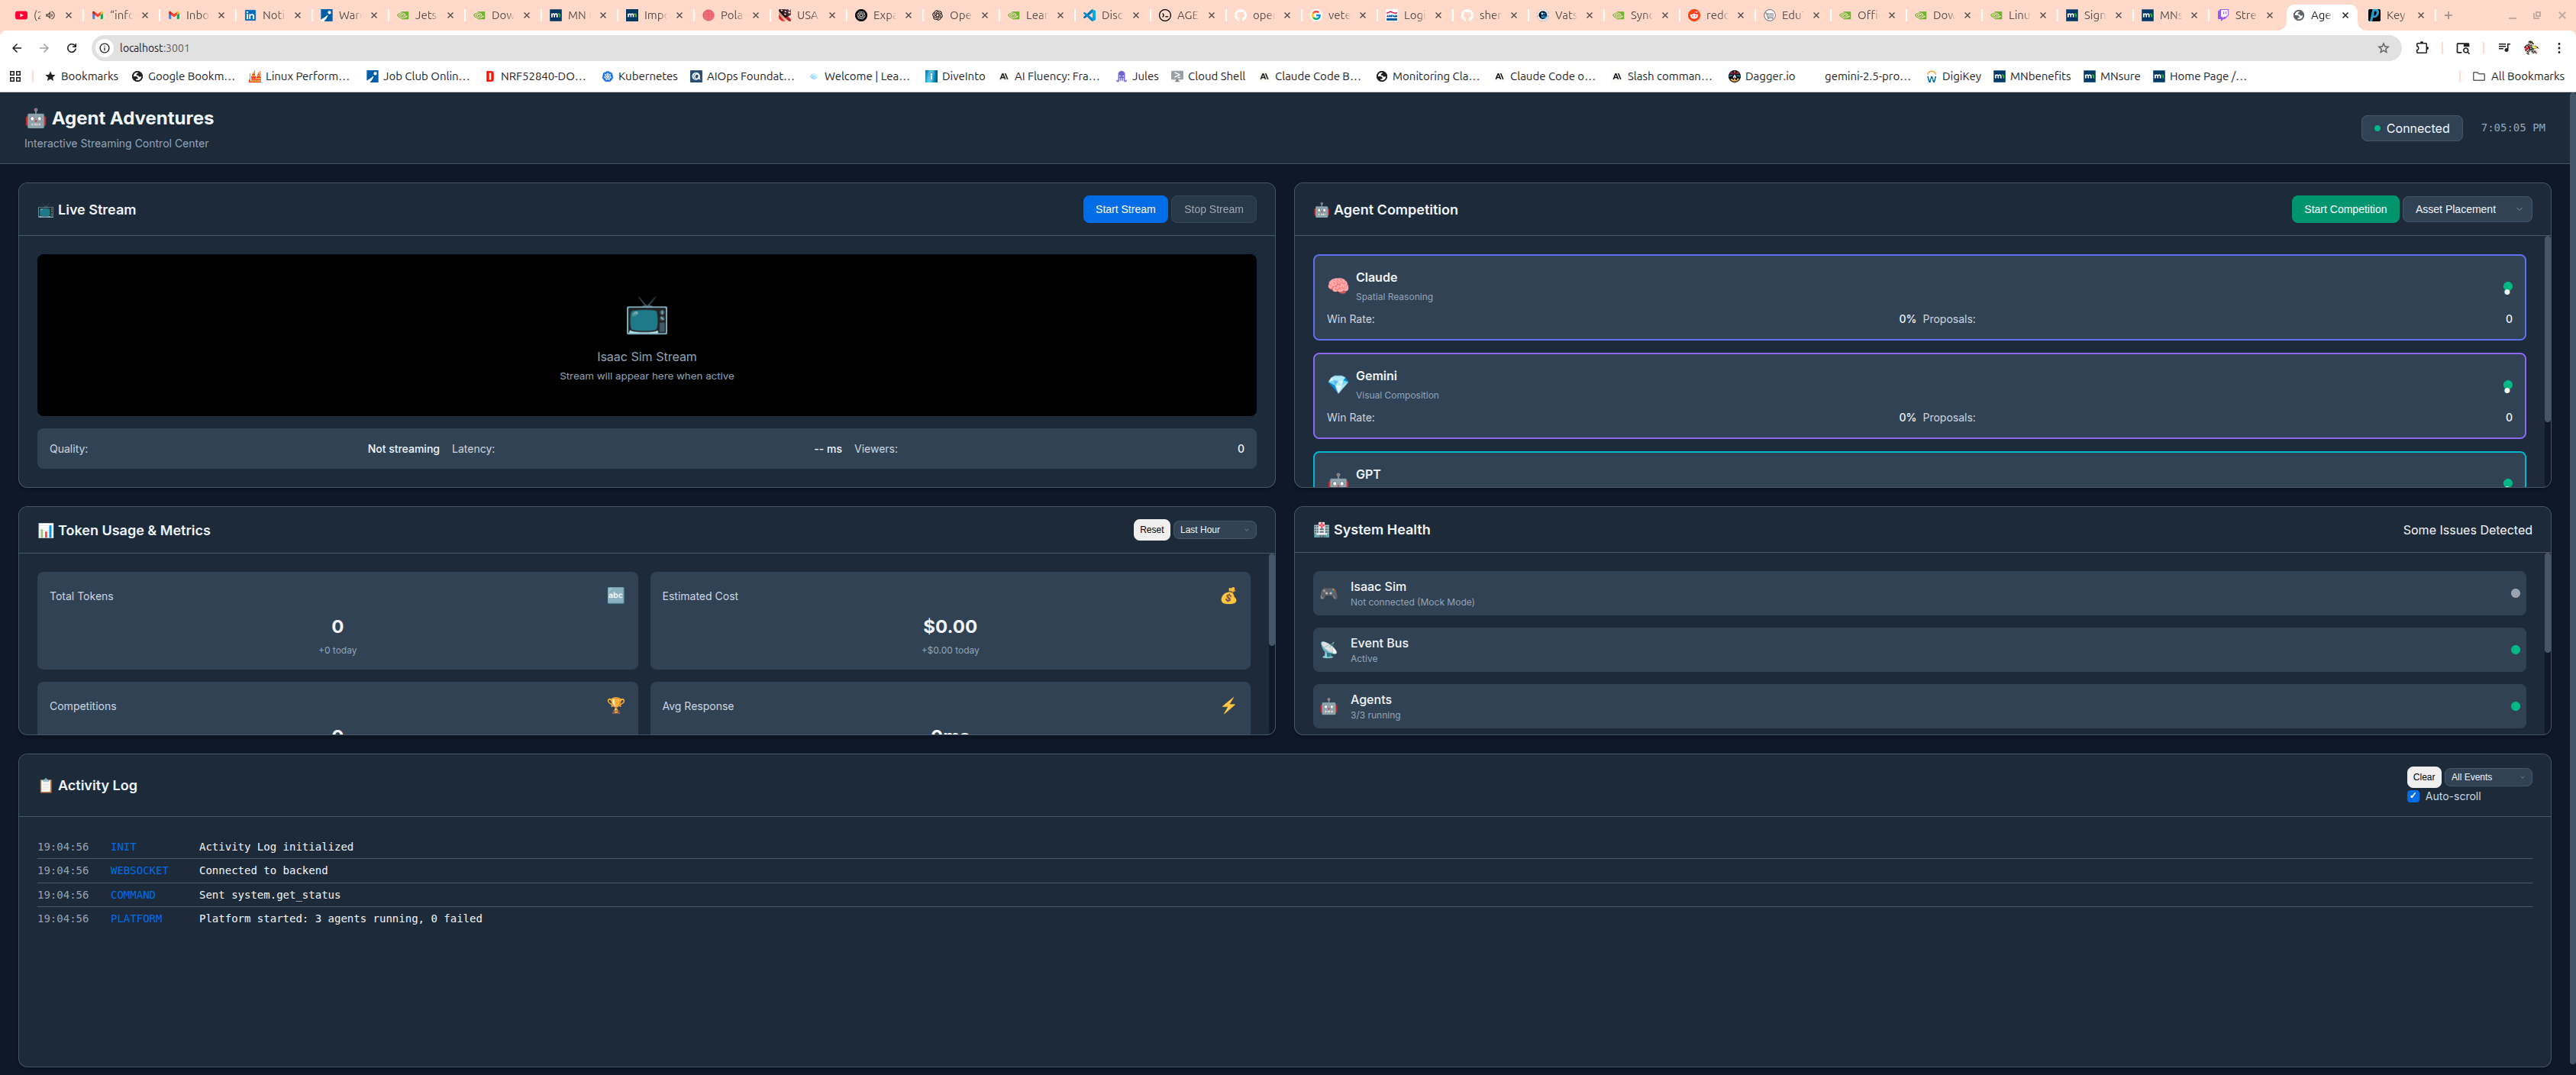 (2
"info
Inbo
Noti
War
Jets
Dow
MN
Impo
Pola
USA
Expa
Ope
Lear
Disc
AGE
oper
vete
Logi
sher
Vats
Sync
redd
Edu
Offi
Dow
Linu
Sign
MNs
Stre
Age
Key
localhost:3001
Bookmarks
Google Bookm...
Linux Perform...
Job Club Onlin...
NRF52840-DO...
Kubernetes
AIOps Foundat...
Welcome | Lea...
DiveInto
AI Fluency: Fra...
Jules
Cloud Shell
Claude Code B...
Monitoring Cla...
Claude Code o...
Slash comman...
Dagger.io
gemini-2.5-pro...
DigiKey
MNbenefits
MNsure
Home Page /...
All Bookmarks
Agent Adventures
Interactive Streaming Control Center
Connected
7:05:05 PM
Live Stream
Start Stream
Stop Stream
Isaac Sim Stream
Stream will appear here when active
Quality: Not streaming Latency: -- ms Viewers: 0
Agent Competition
Start Competition
Asset Placement
Claude
Spatial Reasoning
Win Rate: 0% Proposals: 0
Gemini
Visual Composition
Win Rate: 0% Proposals: 0
GPT
Token Usage & Metrics
Reset
Last Hour
Total Tokens
abc
0
+0 today
Estimated Cost
$0.00
+$0.00 today
Competitions
Avg Response
System Health
Some Issues Detected
Isaac Sim
Not connected (Mock Mode)
Event Bus
Active
Agents
3/3 running
Activity Log
Clear
All Events
Auto-scroll
19:04:56 INIT Activity Log initialized
19:04:56 WEBSOCKET Connected to backend
19:04:56 COMMAND Sent system.get_status
19:04:56 PLATFORM Platform started: 3 agents running, 0 failed